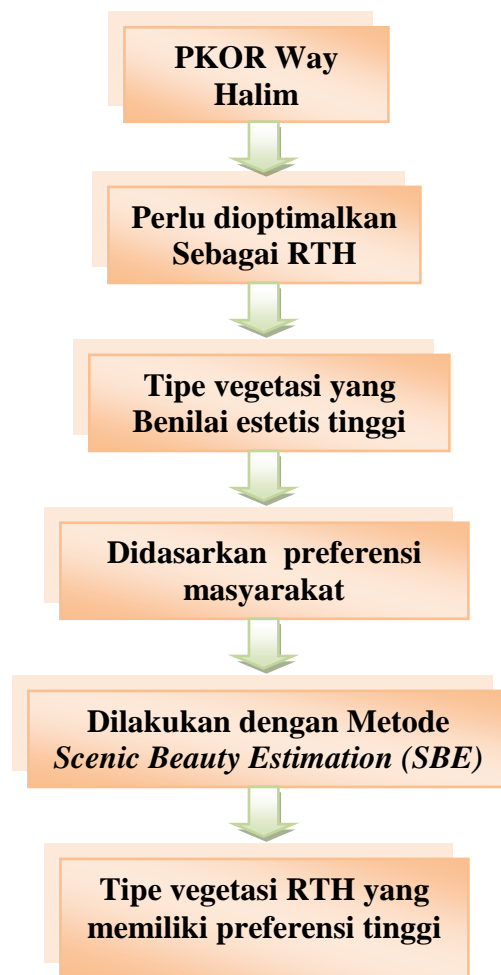 PKOR Way
Halim
Perlu dioptimalkan
Sebagai RTH
Tipe vegetasi yang
Benilai estetis tinggi
Didasarkan preferensi
masyarakat
Dilakukan dengan Metode
Scenic Beauty Estimation (SBE)
Tipe vegetasi RTH yang
memiliki preferensi tinggi